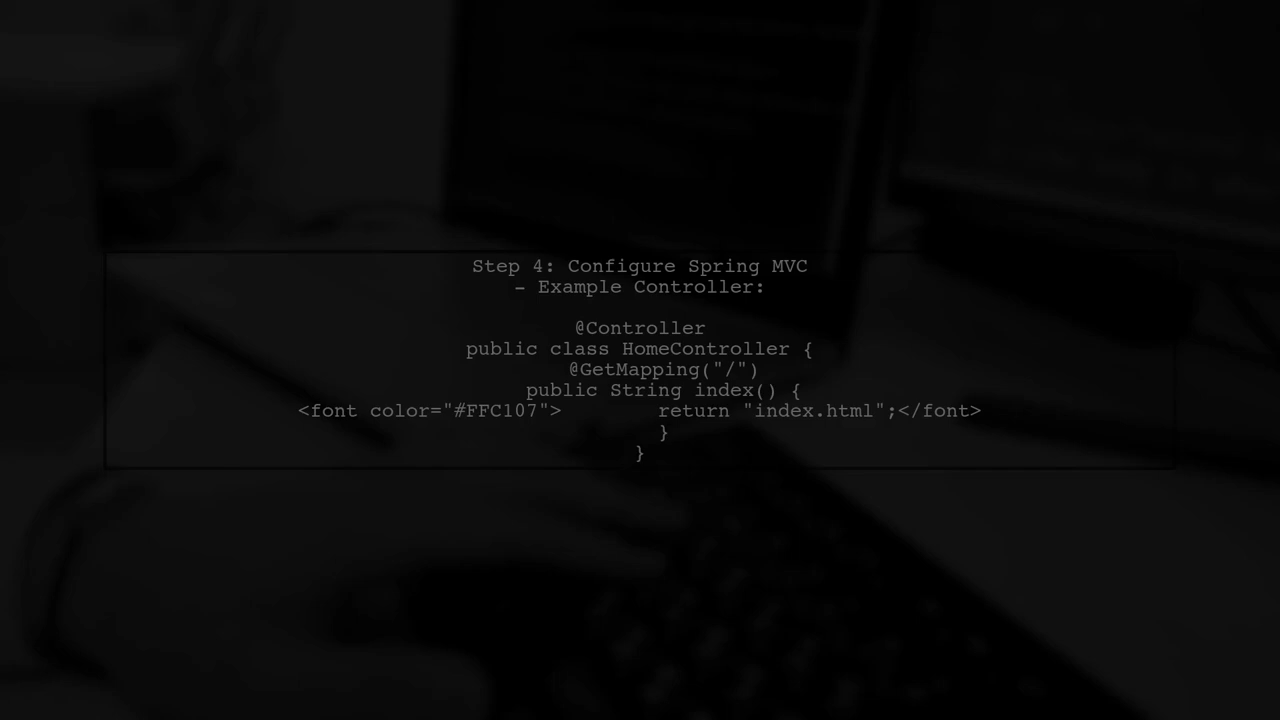 Step 4: Configure Spring MVC
- Example Controller:
@Controller
public class HomeController {
@GetMapping("/")
public String index() {
<font color="#FFC107">        return "index.html";</font>
}
}